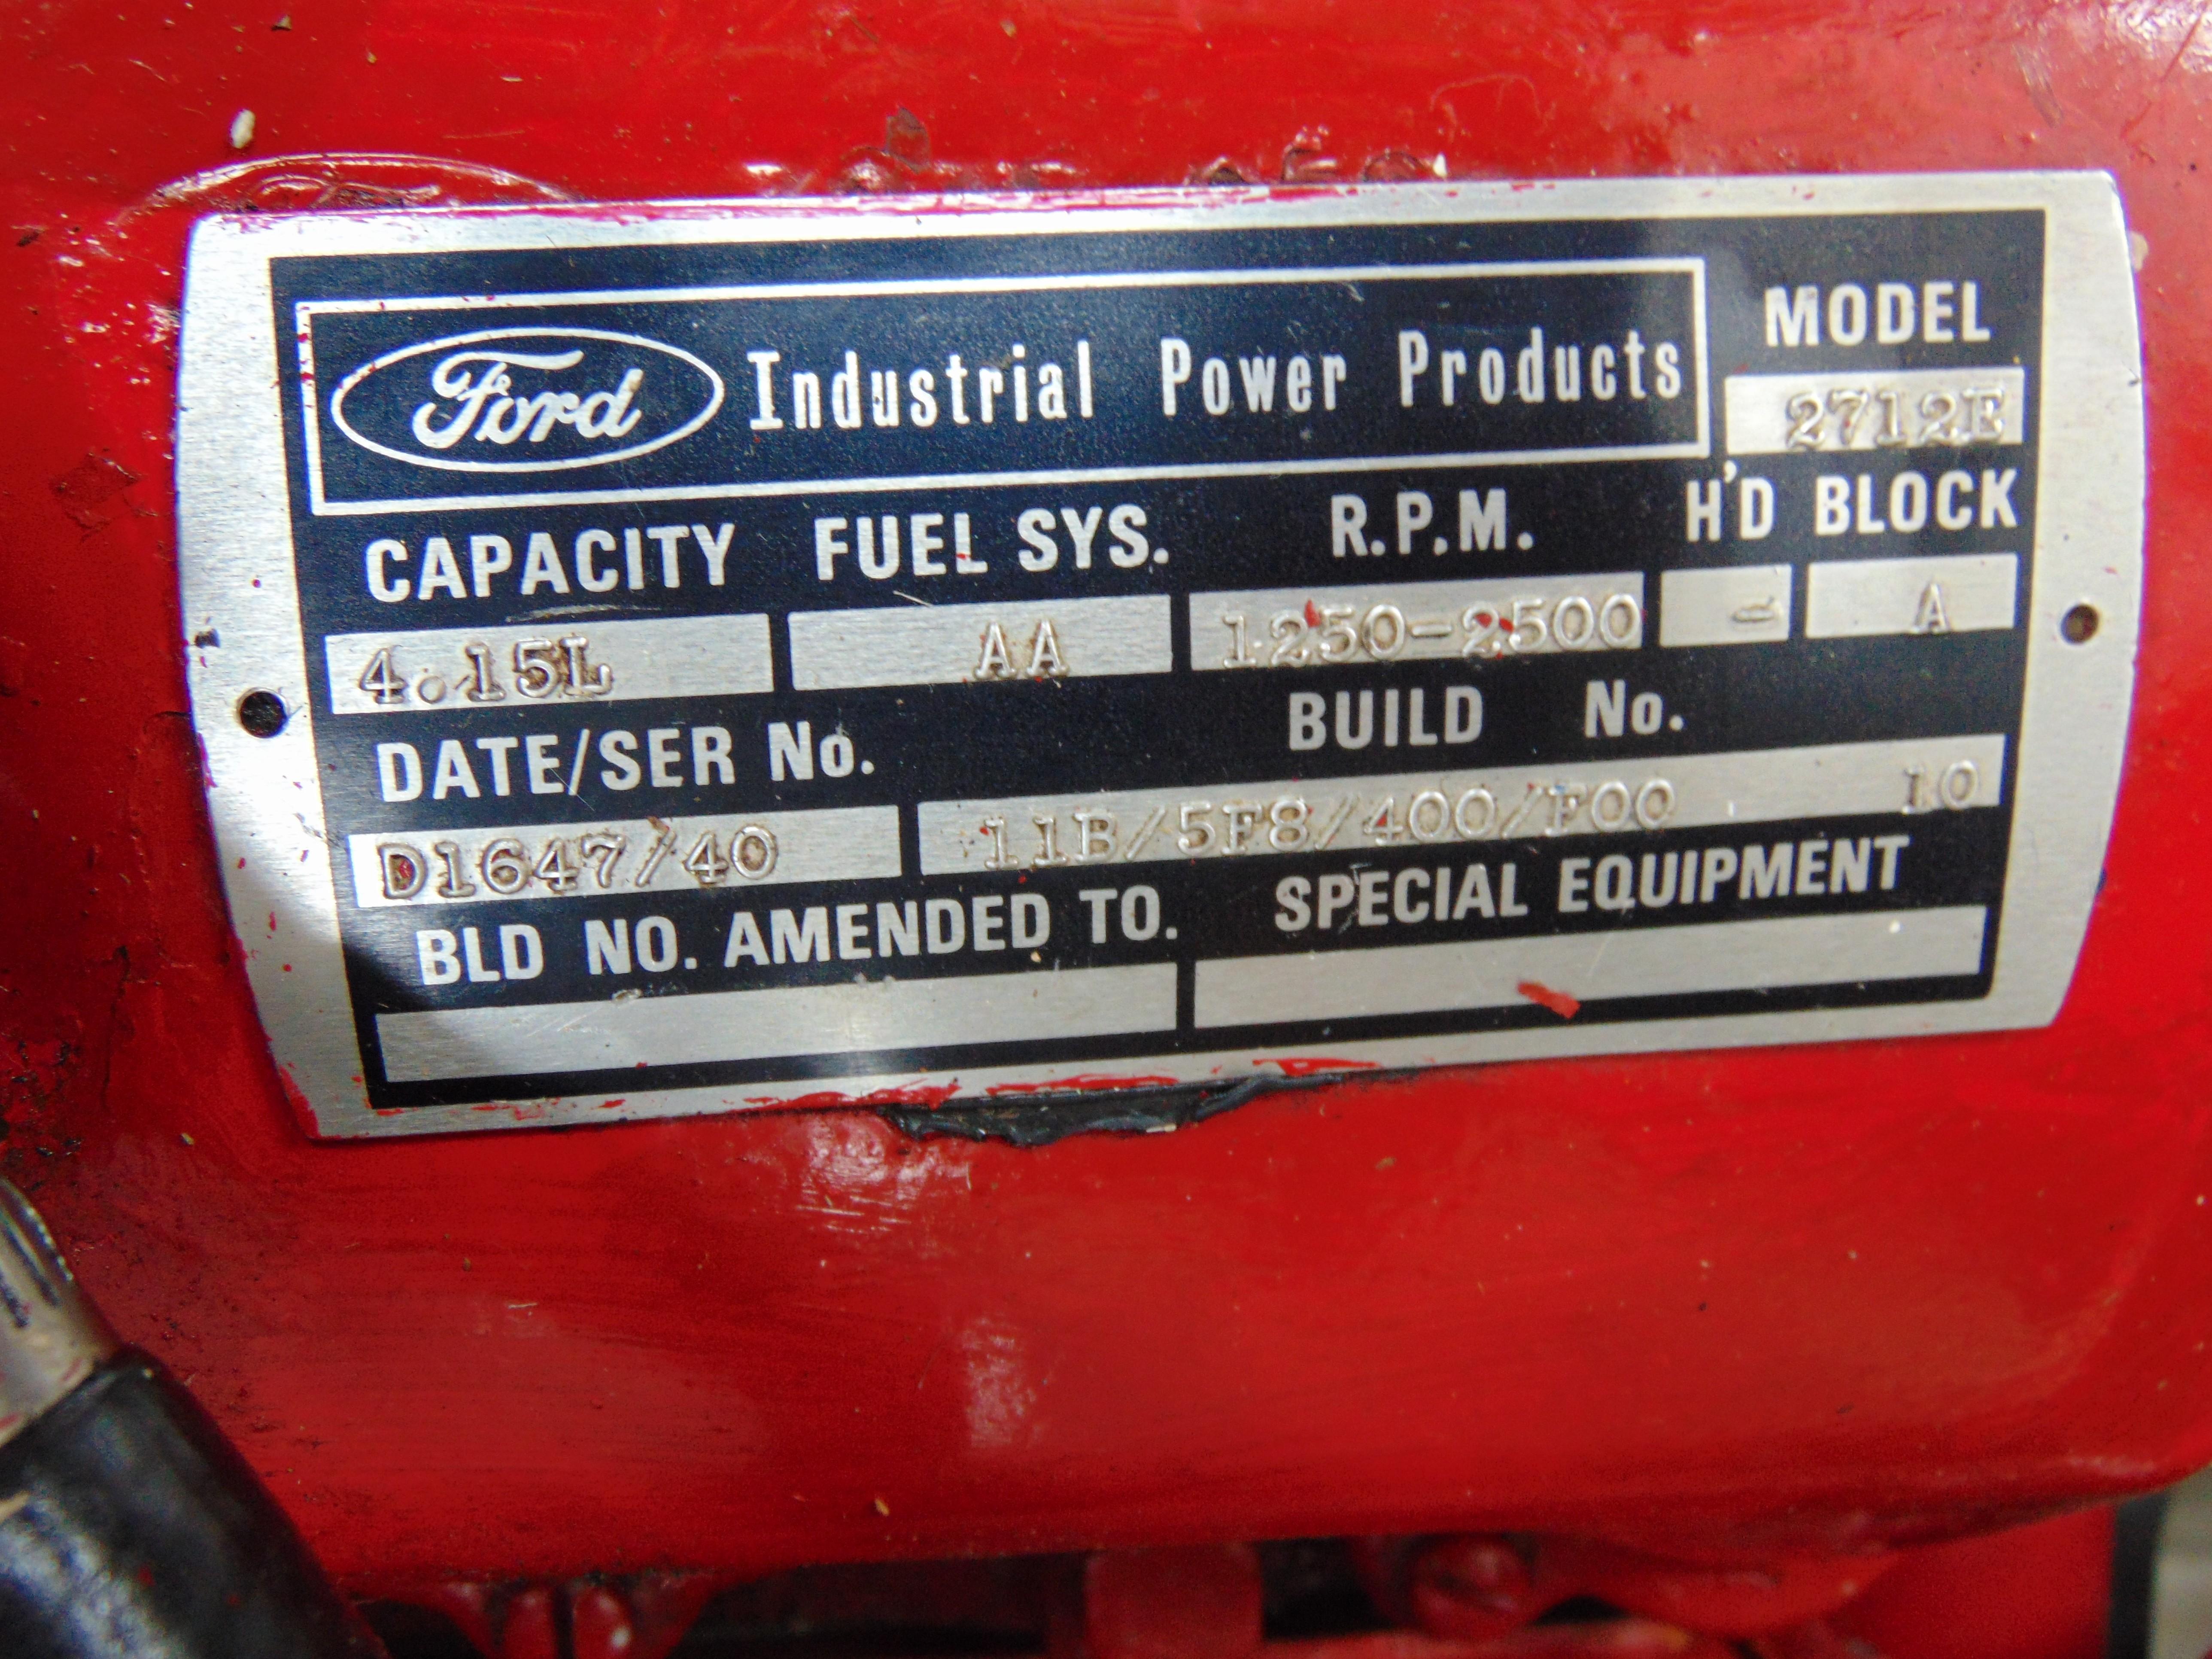 Ford Industrial Power Products
MODEL
2712E
CAPACITY FUEL SYS. R.P.M. H'D BLOCK
4.15L AA 1250-2500 - A
DATE/SER No. BUILD No.
D1647/40 11B/5F8/400/F00 10
BLD NO. AMENDED TO. SPECIAL EQUIPMENT